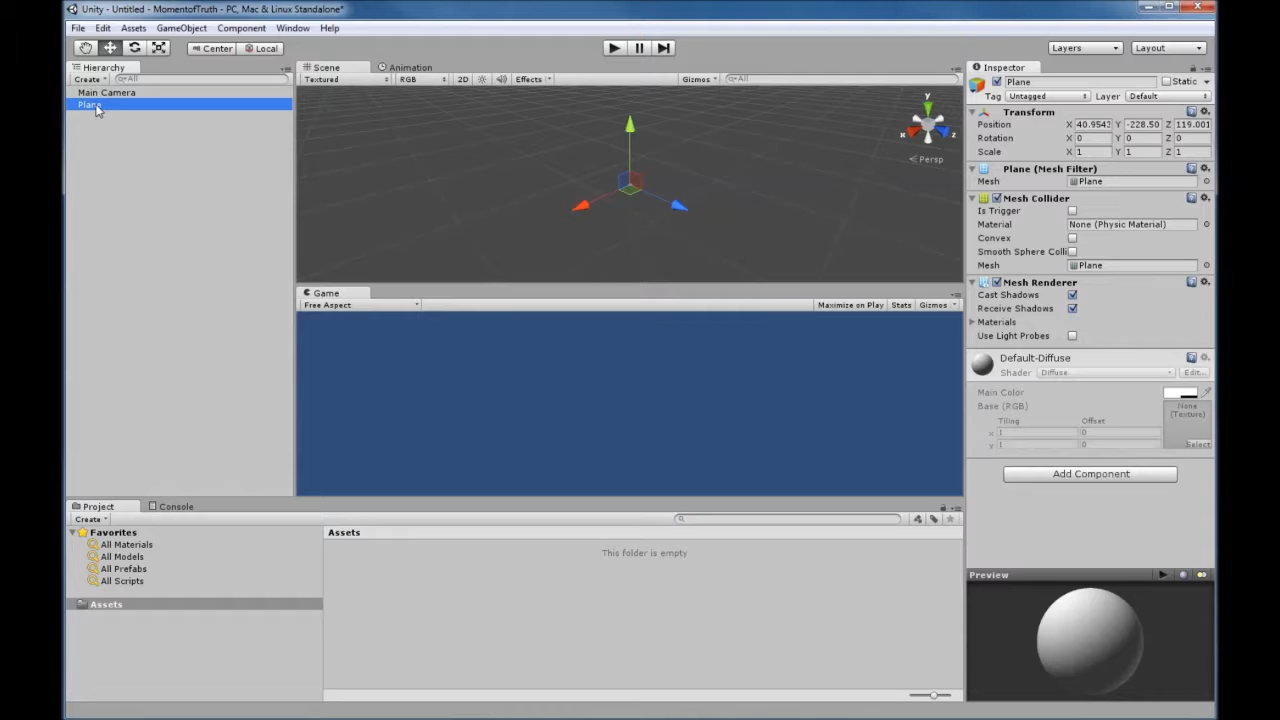 Unity - Untitled - MomentofTruth - PC, Mac & Linux Standalone*
File Edit Assets GameObject Component Window Help
Center Local Layers Layout
Hierarchy
Create All
Main Camera
Plane
Scene Animation
Textured RGB 2D Effects Gizmos All
y
x z
Persp
Game
Free Aspect Maximize on Play Stats Gizmos
Inspector
Plane Static
Tag Untagged Layer Default
Transform
Position X 40.9543 Y -228.50 Z 119.001
Rotation X 0 Y 0 Z 0
Scale X 1 Y 1 Z 1
Plane (Mesh Filter)
Mesh Plane
Mesh Collider
Is Trigger
Material None (Physic Material)
Convex
Smooth Sphere Colli
Mesh Plane
Mesh Renderer
Cast Shadows
Receive Shadows
Materials
Use Light Probes
Default-Diffuse
Shader Diffuse Edit...
Main Color
Base (RGB) None
(Texture)
Tiling Offset
x 1 0
y 1 0
Select
Add Component
Preview
Project Console
Create
Favorites
All Materials
All Models
All Prefabs
All Scripts
Assets
Assets
This folder is empty